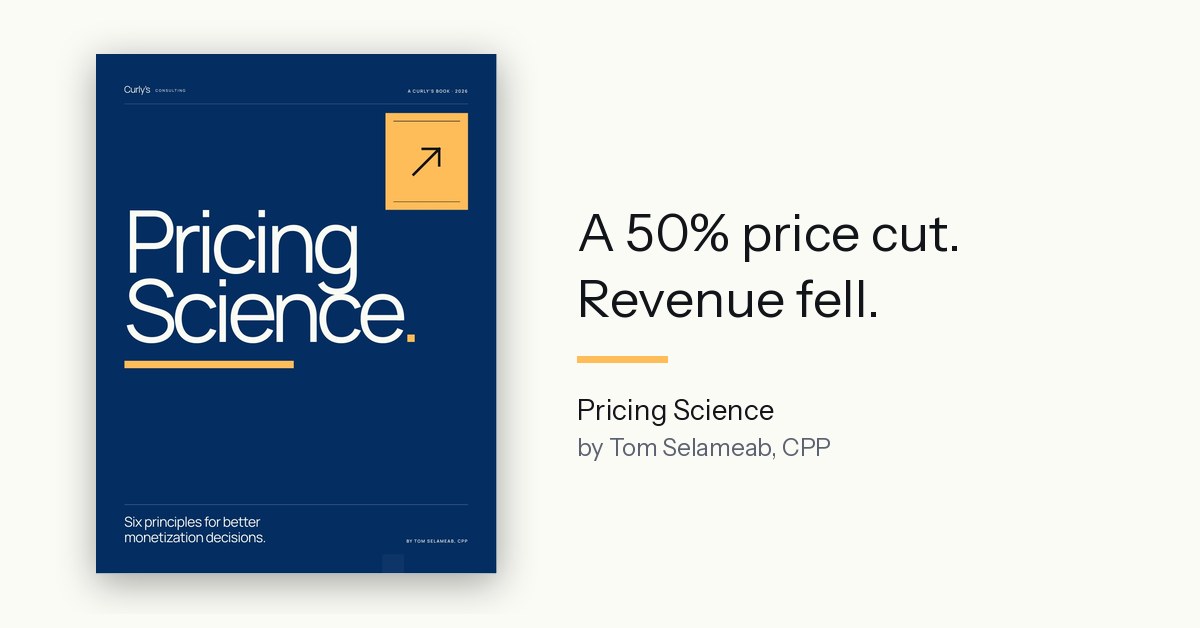 Curly's CONSULTING
A CURLY'S BOOK · 2026
Pricing
Science.
Six principles for better
monetization decisions.
BY TOM SELAMEAB, CPP
A 50% price cut.
Revenue fell.
Pricing Science
by Tom Selameab, CPP